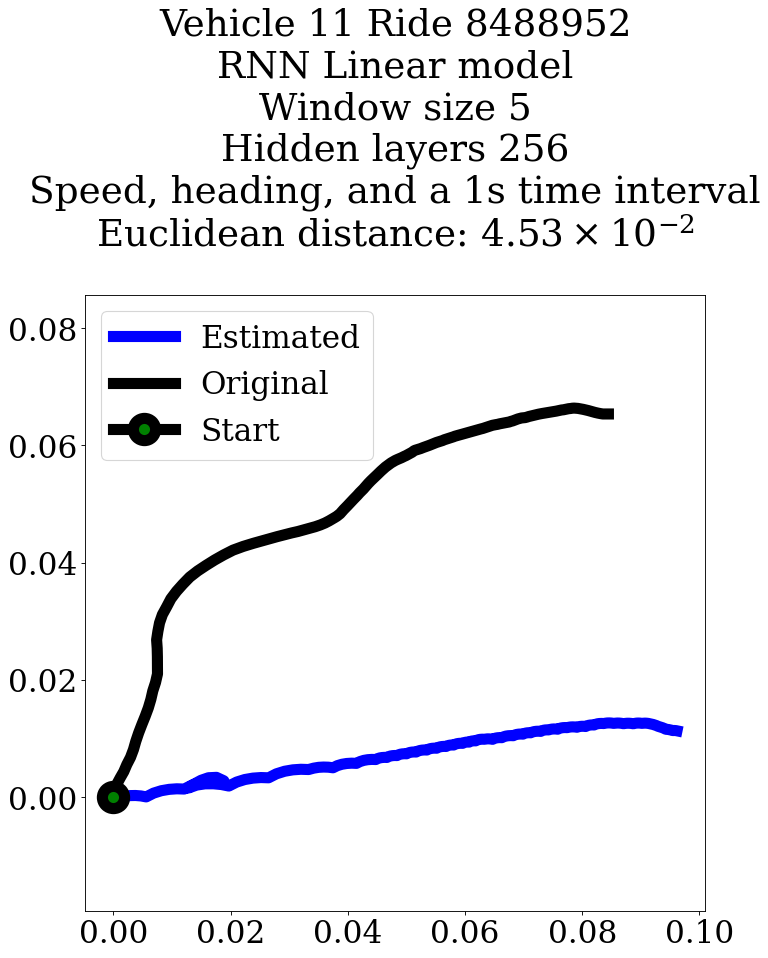 Vehicle 11 Ride 8488952
RNN Linear model
Window size 5
Hidden layers 256
Speed, heading, and a 1s time interval
Euclidean distance: 4.53 × 10⁻²
Estimated
Original
Start
0.08
0.06
0.04
0.02
0.00
0.00 0.02 0.04 0.06 0.08 0.10